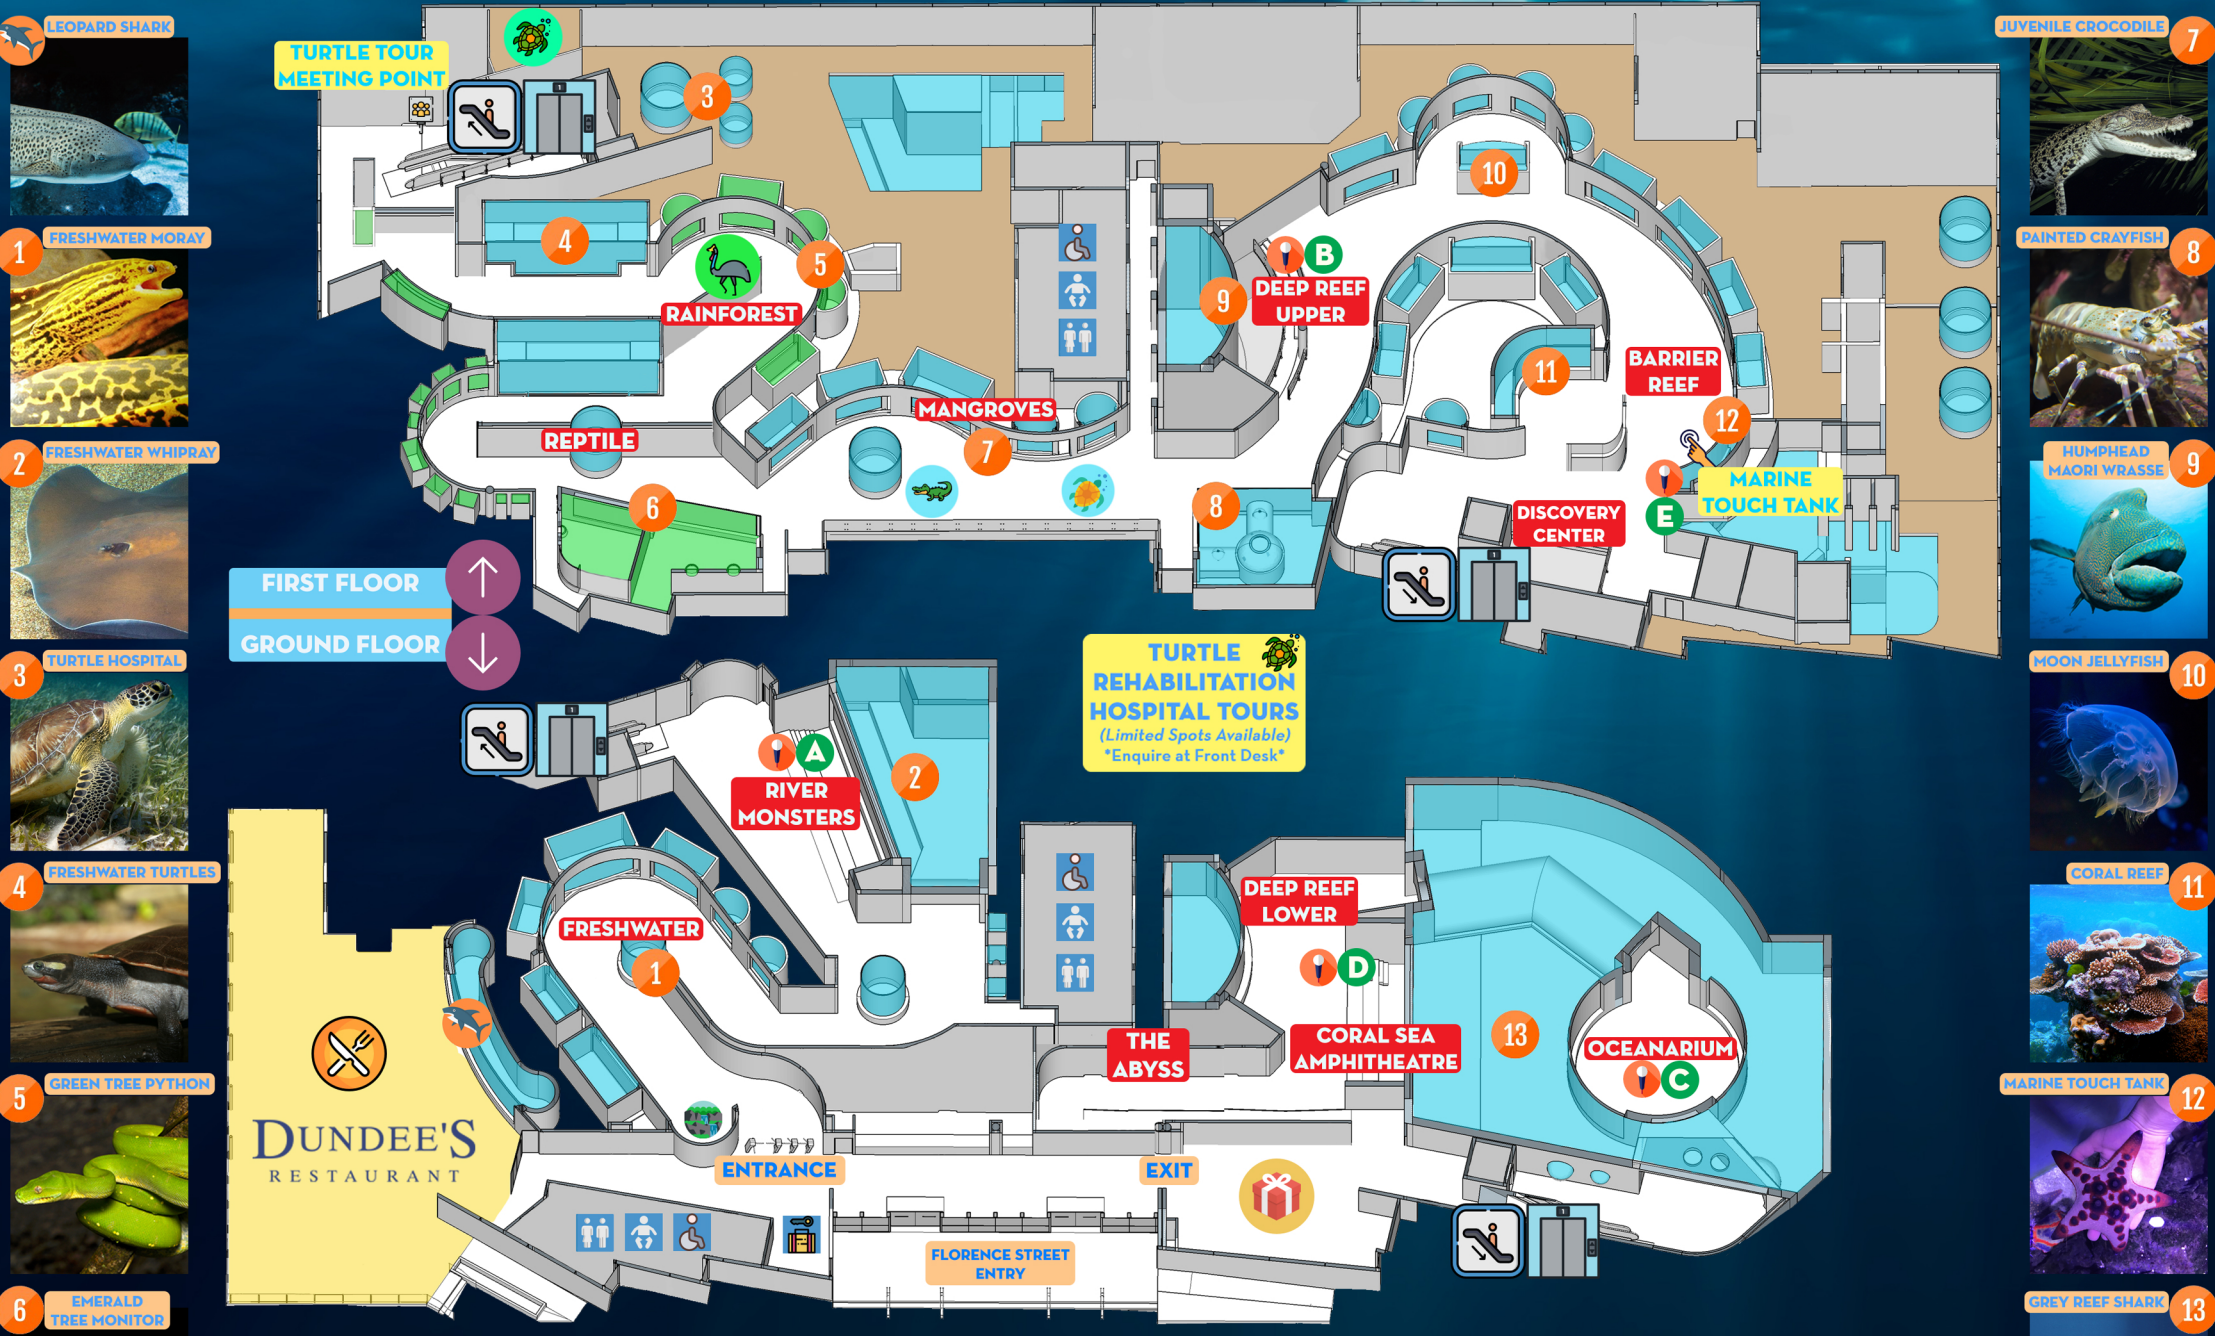 LEOPARD SHARK
1
FRESHWATER MORAY
2
FRESHWATER WHIPRAY
3
TURTLE HOSPITAL
4
FRESHWATER TURTLES
5
GREEN TREE PYTHON
6
EMERALD
TREE MONITOR
TURTLE TOUR
MEETING POINT
1
3
4
5
RAINFOREST
REPTILE
MANGROVES
7
6
9
B
DEEP REEF
UPPER
10
11
BARRIER
REEF
12
MARINE
TOUCH TANK
E
DISCOVERY
CENTER
8
1
FIRST FLOOR
GROUND FLOOR
TURTLE
REHABILITATION
HOSPITAL TOURS
(Limited Spots Available)
*Enquire at Front Desk*
1
A
RIVER
MONSTERS
2
FRESHWATER
1
DEEP REEF
LOWER
D
THE
ABYSS
CORAL SEA
AMPHITHEATRE
13
OCEANARIUM
C
DUNDEE'S
RESTAURANT
ENTRANCE
EXIT
FLORENCE STREET
ENTRY
1
JUVENILE CROCODILE
7
PAINTED CRAYFISH
8
HUMPHEAD
MAORI WRASSE
9
MOON JELLYFISH
10
CORAL REEF
11
MARINE TOUCH TANK
12
GREY REEF SHARK
13